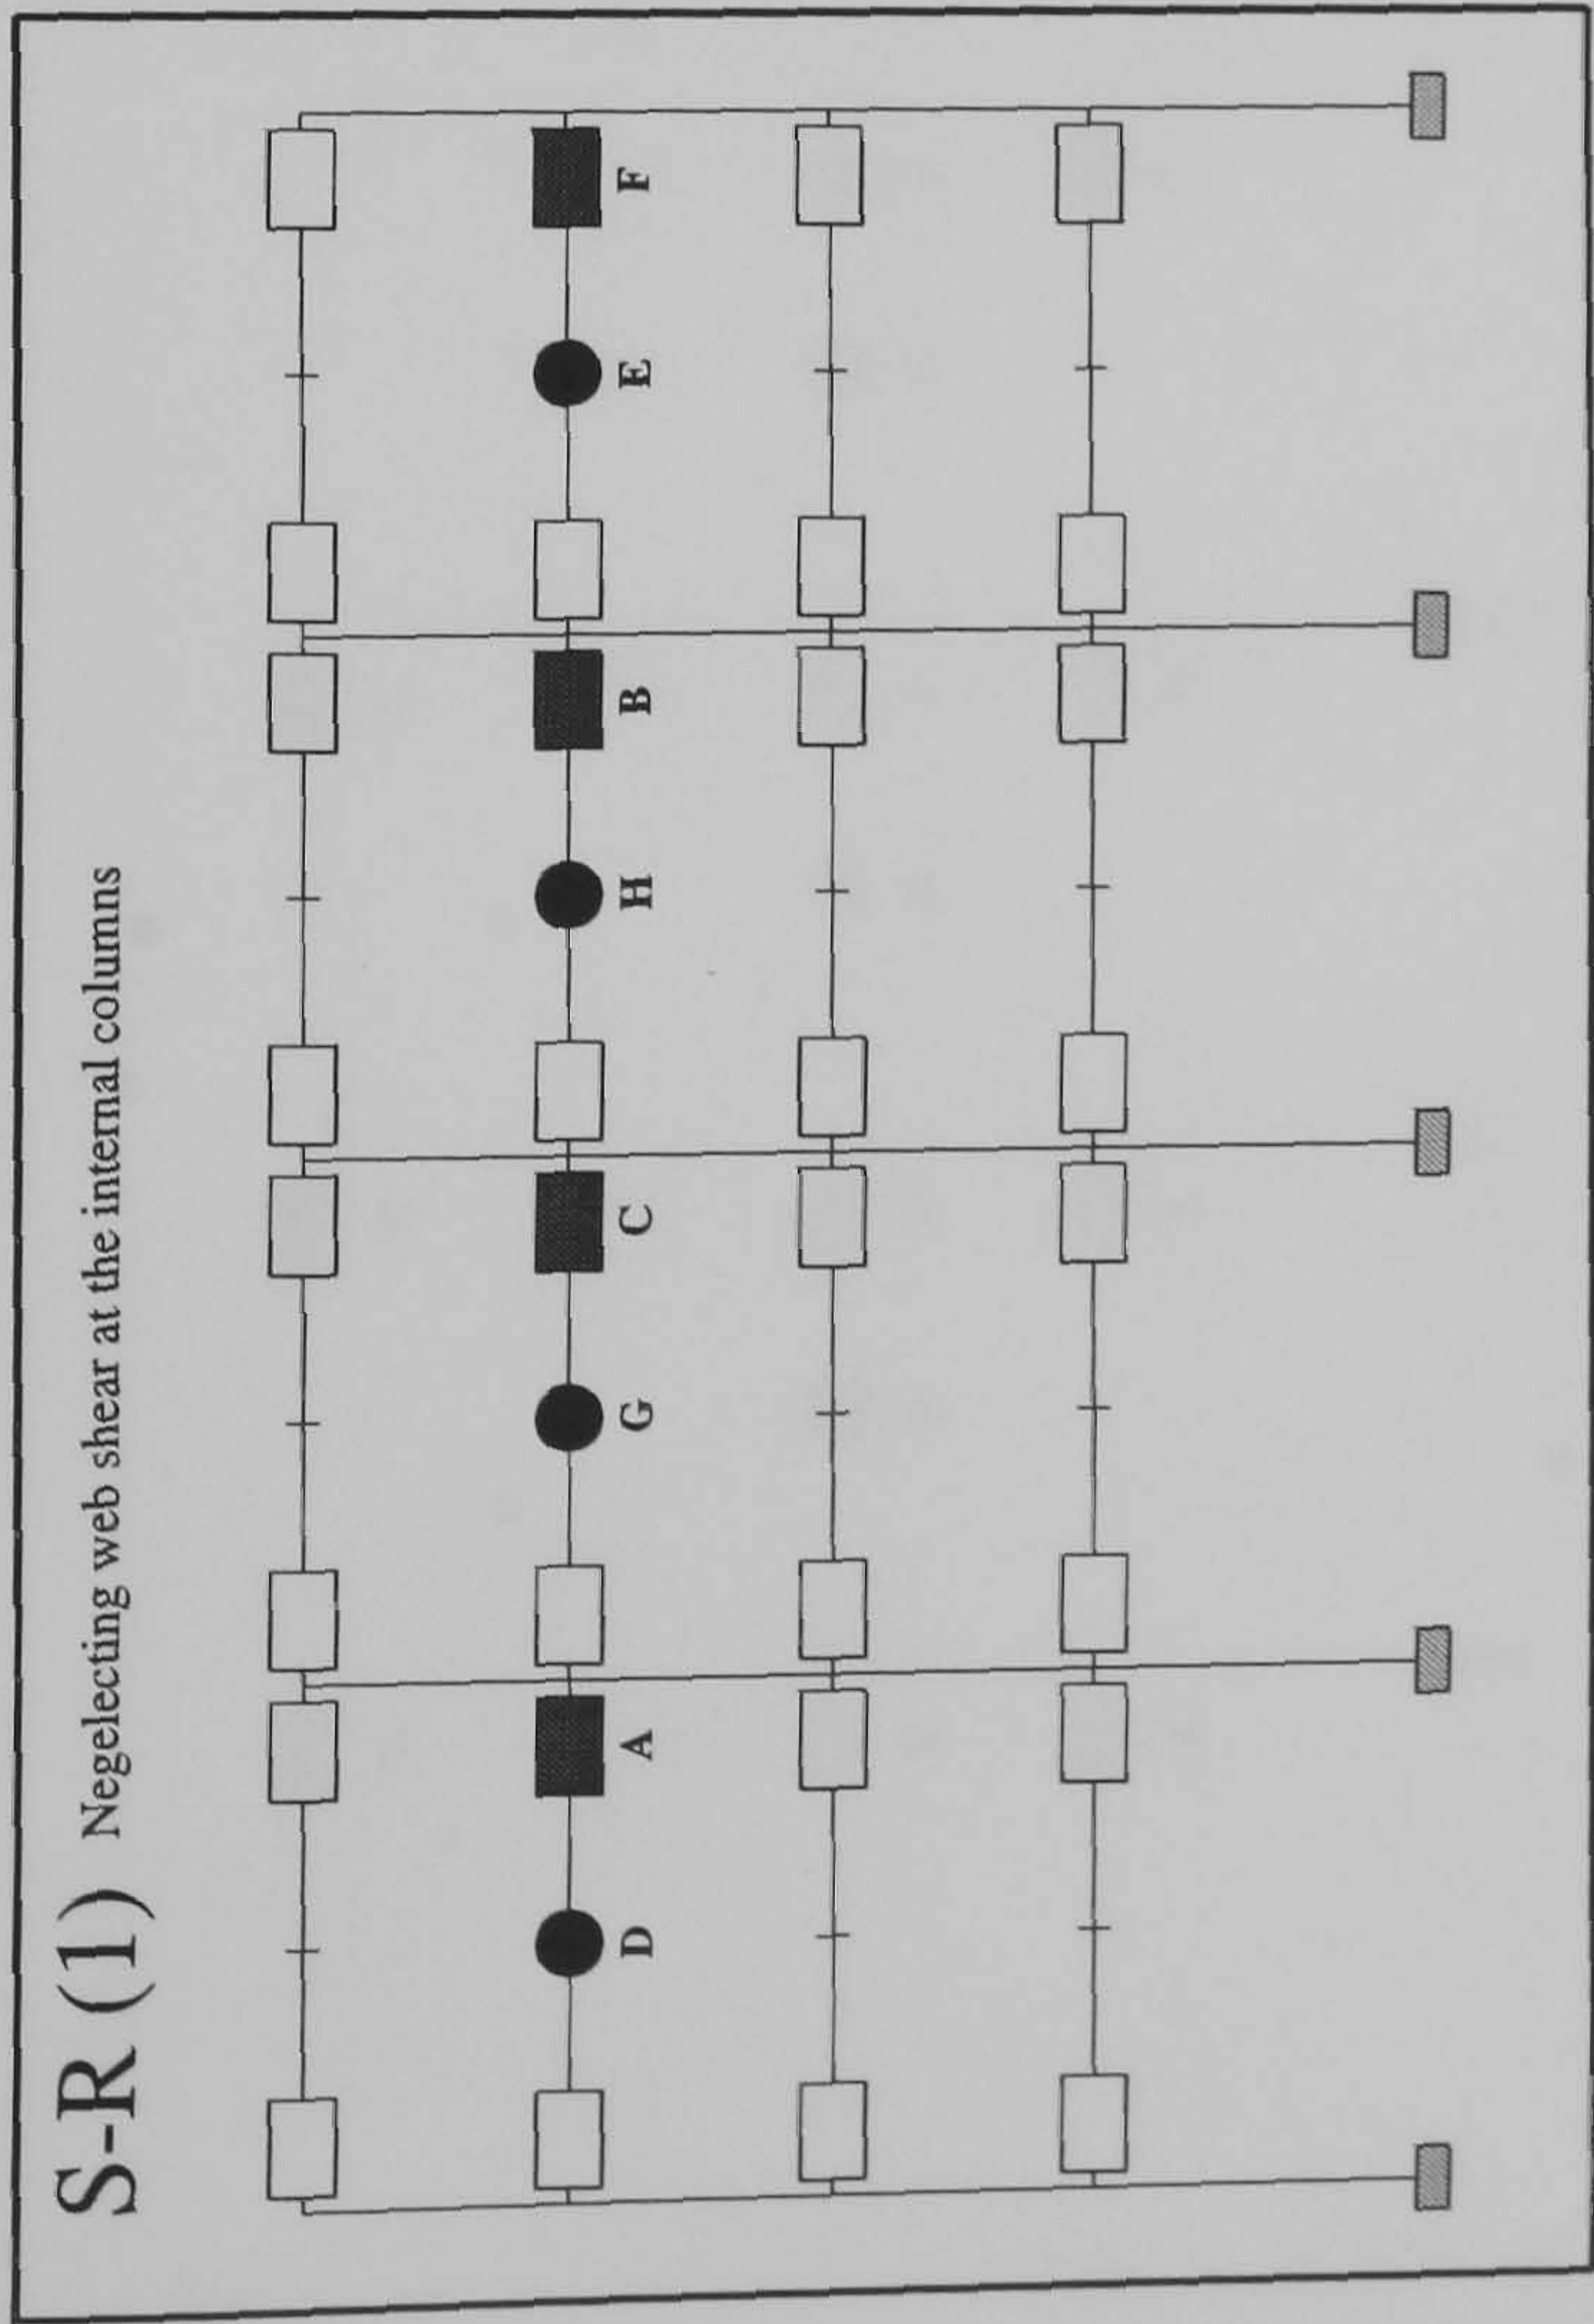 S-R (1) Negelecting web shear at the internal columns
D A G C H B E F